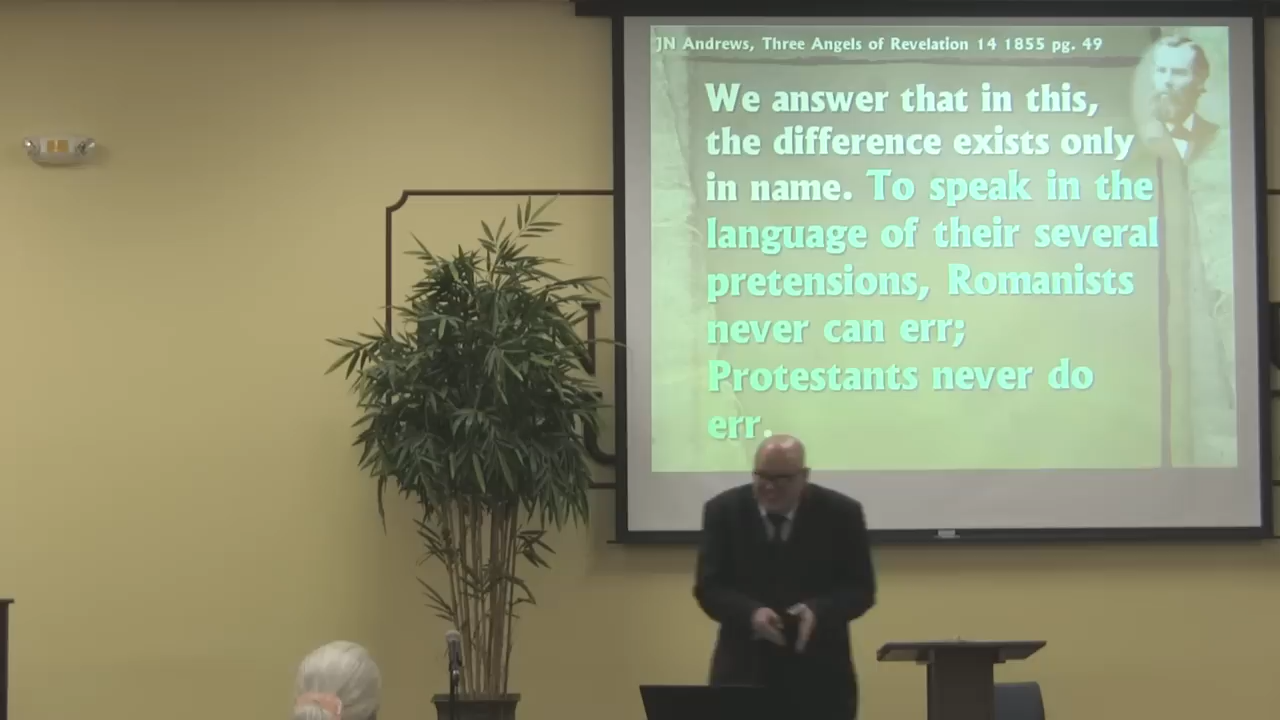 JN Andrews, Three Angels of Revelation 14 1855 pg. 49
We answer that in this,
the difference exists only
in name. To speak in the
language of their several
pretensions, Romanists
never can err;
Protestants never do
err.